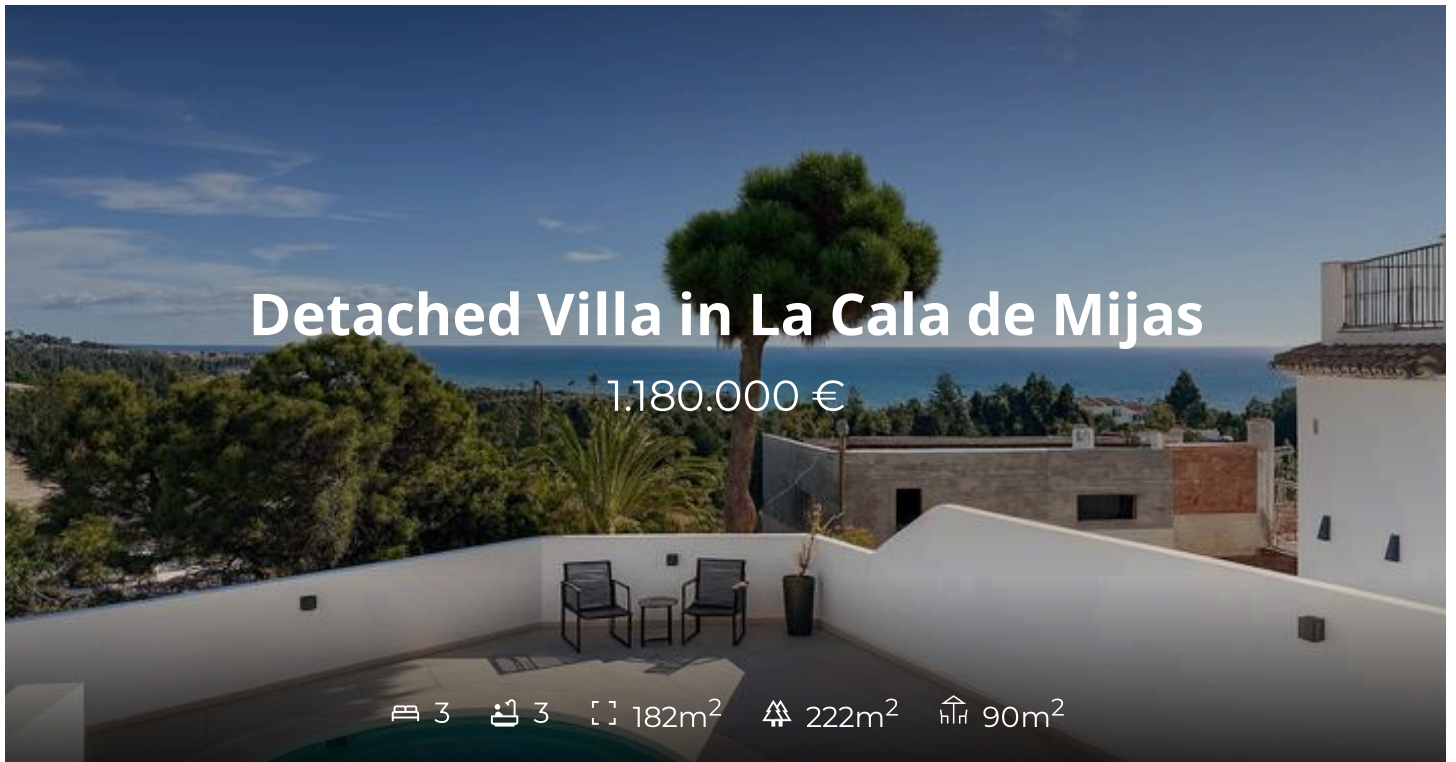 Detached Villa in La Cala de Mijas
1.180.000 €
3 3 182m² 222m² 90m²